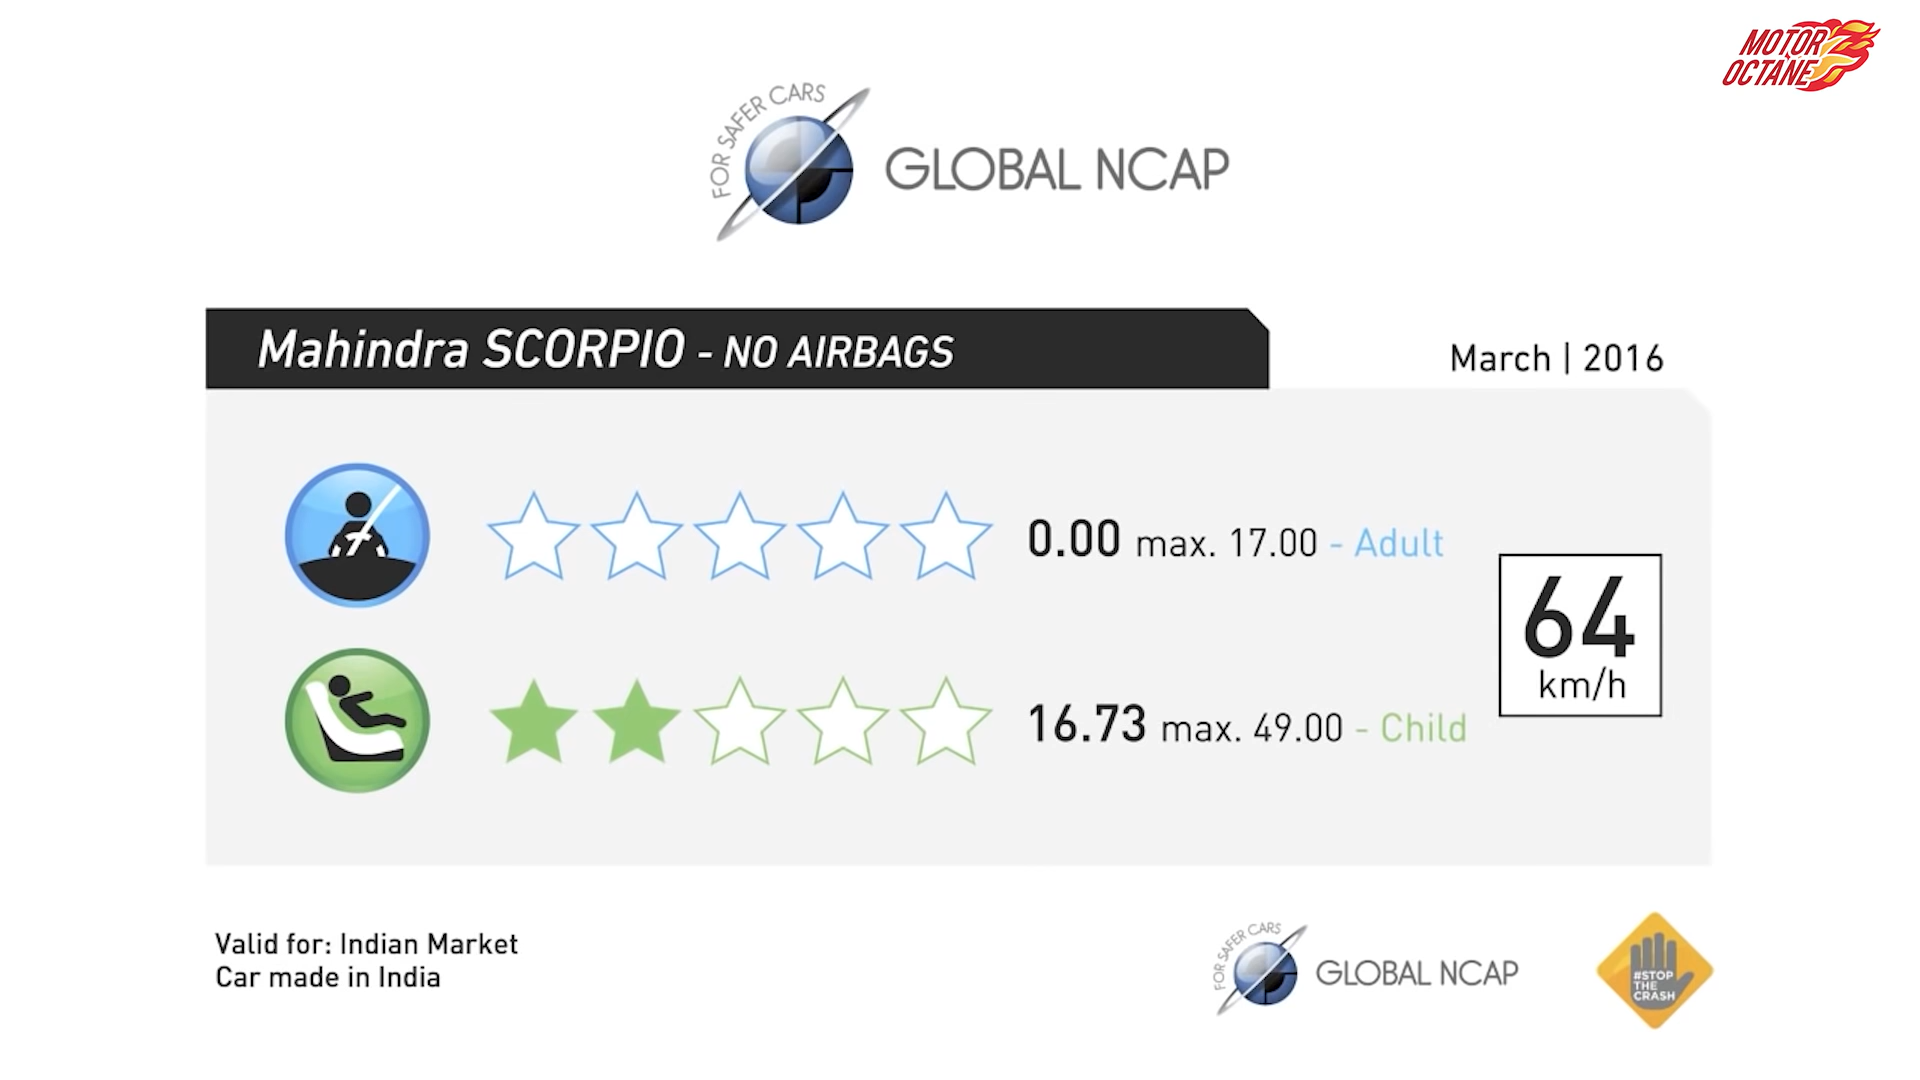 MOTOR
OCTANE
FOR SAFER CARS
GLOBAL NCAP
Mahindra SCORPIO - NO AIRBAGS
March | 2016
0.00 max. 17.00 - Adult
64
km/h
16.73 max. 49.00 - Child
Valid for: Indian Market
Car made in India
FOR SAFER CARS
GLOBAL NCAP
#STOP
THE
CRASH